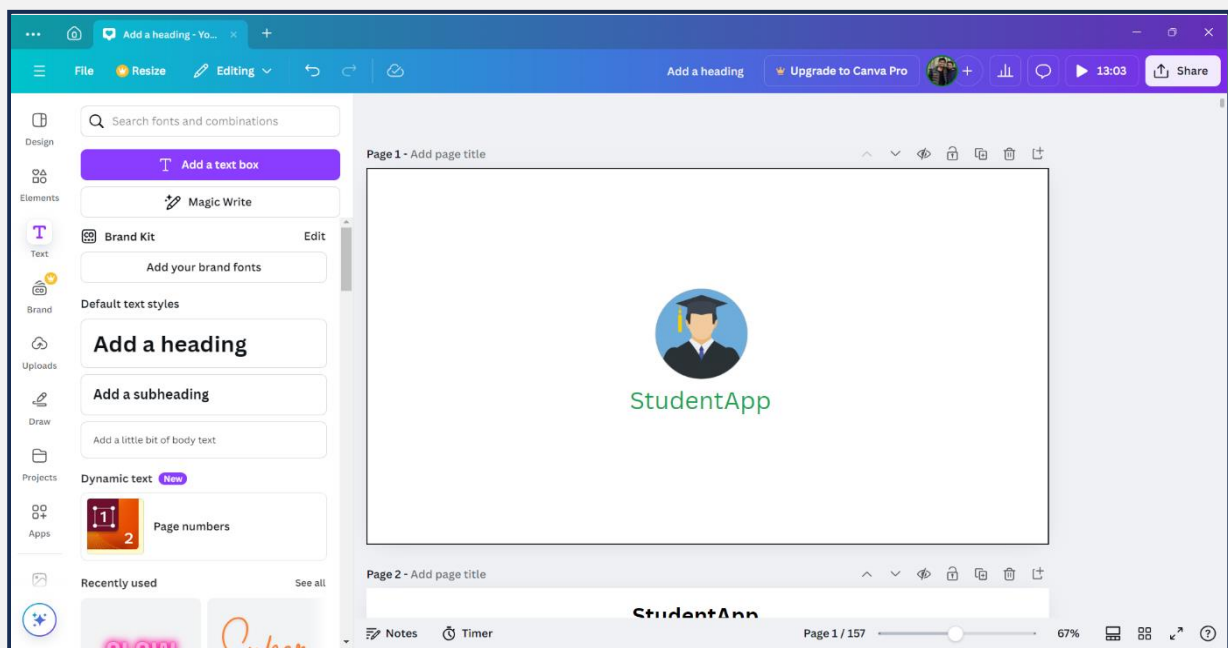 Add a heading - Yo...
File Resize Editing Add a heading Upgrade to Canva Pro 13:03 Share
Design
Elements
Text
Brand
Uploads
Draw
Projects
Apps
Search fonts and combinations
Add a text box
Magic Write
Brand Kit Edit
Add your brand fonts
Default text styles
Add a heading
Add a subheading
Add a little bit of body text
Dynamic text New
1
2
Page numbers
Recently used See all
GLOW
Page 1 - Add page title
StudentApp
Page 2 - Add page title
StudentApp
Notes Timer Page 1 / 157 67%